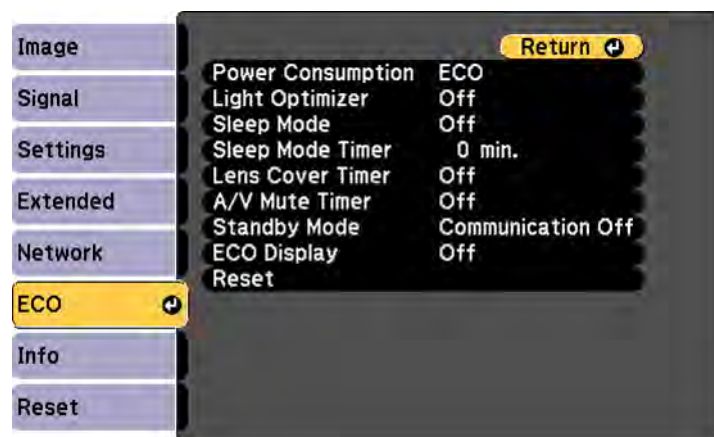 Image
Signal
Settings
Extended
Network
ECO
Info
Reset
Return
Power Consumption ECO
Light Optimizer Off
Sleep Mode Off
Sleep Mode Timer 0 min.
Lens Cover Timer Off
A/V Mute Timer Off
Standby Mode Communication Off
ECO Display Off
Reset